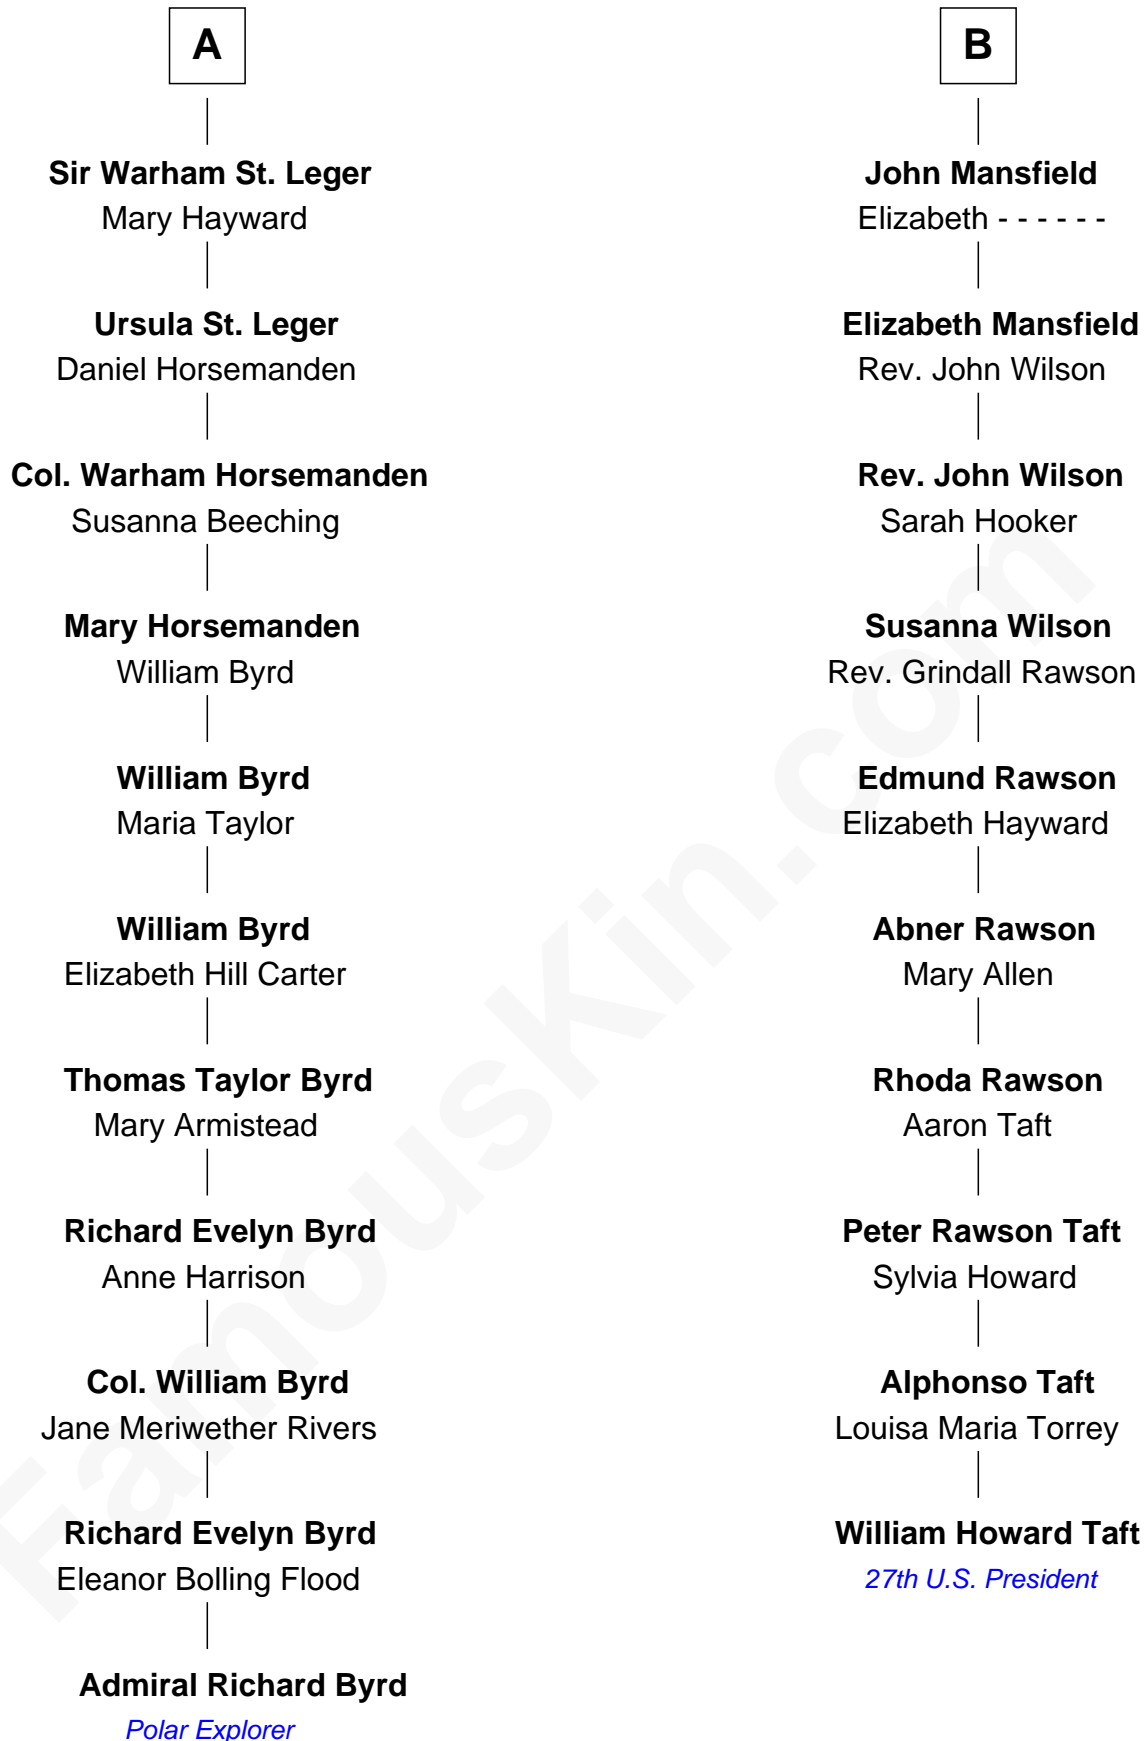 A
Sir Warham St. Leger
Mary Hayward
Ursula St. Leger
Daniel Horsemanden
Col. Warham Horsemanden
Susanna Beeching
Mary Horsemanden
William Byrd
William Byrd
Maria Taylor
William Byrd
Elizabeth Hill Carter
Thomas Taylor Byrd
Mary Armistead
Richard Evelyn Byrd
Anne Harrison
Col. William Byrd
Jane Meriwether Rivers
Richard Evelyn Byrd
Eleanor Bolling Flood
Admiral Richard Byrd
Polar Explorer
B
John Mansfield
Elizabeth - - - - - -
Elizabeth Mansfield
Rev. John Wilson
Rev. John Wilson
Sarah Hooker
Susanna Wilson
Rev. Grindall Rawson
Edmund Rawson
Elizabeth Hayward
Abner Rawson
Mary Allen
Rhoda Rawson
Aaron Taft
Peter Rawson Taft
Sylvia Howard
Alphonso Taft
Louisa Maria Torrey
William Howard Taft
27th U.S. President
FamousKin.com